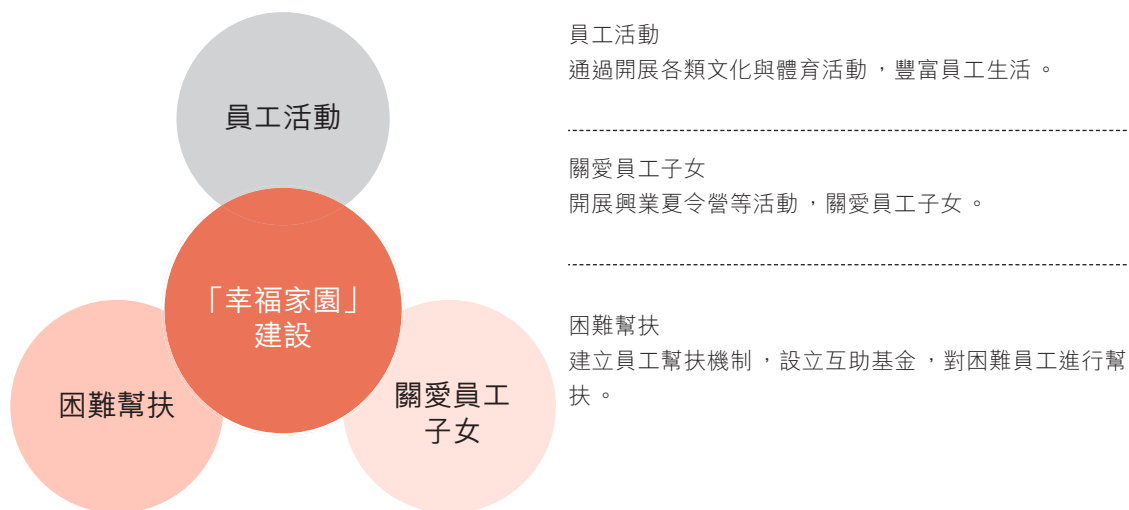 員工活動
「幸福家園」
建設
困難幫扶
關愛員工
子女
員工活動
通過開展各類文化與體育活動，豐富員工生活。
關愛員工子女
開展興業夏令營等活動，關愛員工子女。
困難幫扶
建立員工幫扶機制，設立互助基金，對困難員工進行幫
扶。